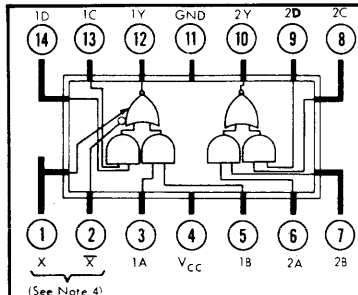 1D 1C 1Y GND 2Y 2D 2C
14 13 12 11 10 9 8
1 2 3 4 5 6 7
X X̅ 1A VCC 1B 2A 2B
(See Note 4)